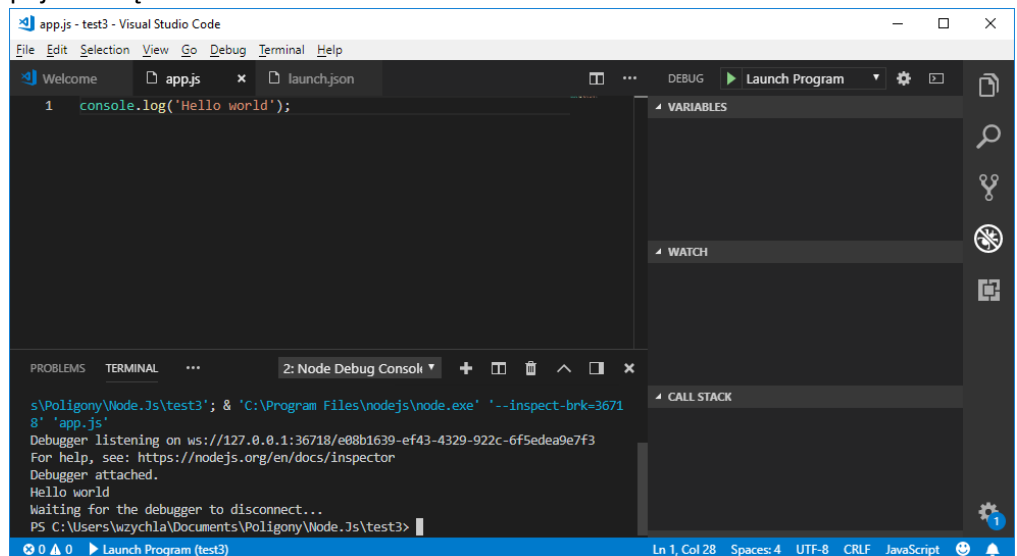 app.js - test3 - Visual Studio Code
File Edit Selection View Go Debug Terminal Help
Welcome app.js launch.json
DEBUG Launch Program
1 console.log('Hello world');
VARIABLES
WATCH
CALL STACK
PROBLEMS TERMINAL ... 2: Node Debug Console
s\Poligony\Node.Js\test3'; & 'C:\Program Files\nodejs\node.exe' '--inspect-brk=3671
8' 'app.js'
Debugger listening on ws://127.0.0.1:36718/e08b1639-ef43-4329-922c-6f5edea9e7f3
For help, see: https://nodejs.org/en/docs/inspector
Debugger attached.
Hello world
Waiting for the debugger to disconnect...
PS C:\Users\wzychla\Documents\Poligony\Node.Js\test3>
1
0 0 Launch Program (test3) Ln 1, Col 28 Spaces: 4 UTF-8 CRLF JavaScript